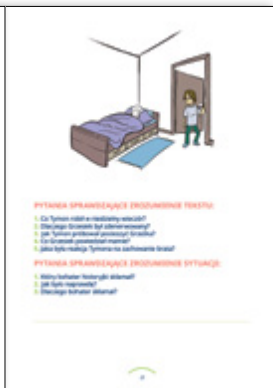 PYTANIA SPRAWDZAJĄCE ZROZUMIENIE TEKSTU:
1. Co Tymon robił w niedzielny wieczór?
2. Dlaczego Grzesiek był zdenerwowany?
3. Jak Tymon próbował pocieszyć Grześka?
4. Co Grzesiek powiedział mamie?
5. Jaka była reakcja Tymona na zachowanie brata?
PYTANIA SPRAWDZAJĄCE ZROZUMIENIE SYTUACJI:
1. Który bohater historyjki skłamał?
2. Jak było naprawdę?
3. Dlaczego bohater skłamał?